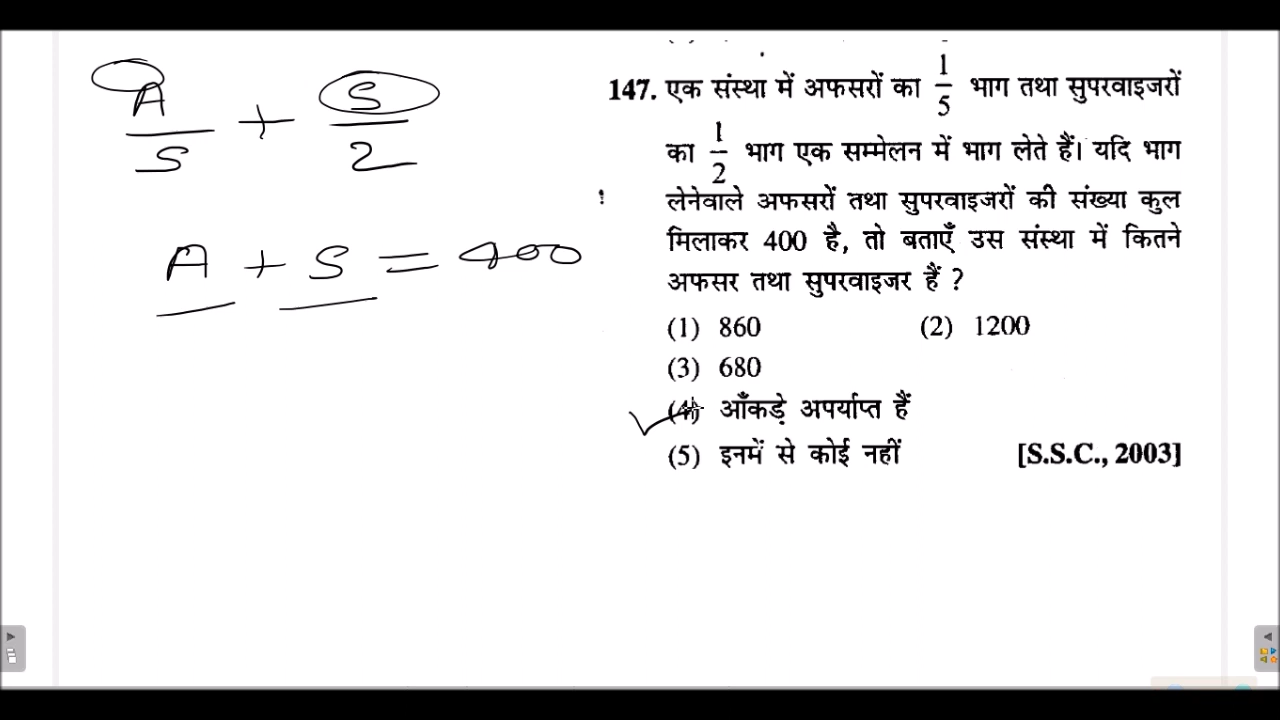 A/5 + S/2
A + S = 400
147. एक संस्था में अफसरों का 1/5 भाग तथा सुपरवाइजरों
का 1/2 भाग एक सम्मेलन में भाग लेते हैं। यदि भाग
लेनेवाले अफसरों तथा सुपरवाइजरों की संख्या कुल
मिलाकर 400 है, तो बताएँ उस संस्था में कितने
अफसर तथा सुपरवाइजर हैं ?
(1) 860 (2) 1200
(3) 680
(4) आँकड़े अपर्याप्त हैं
(5) इनमें से कोई नहीं [S.S.C., 2003]